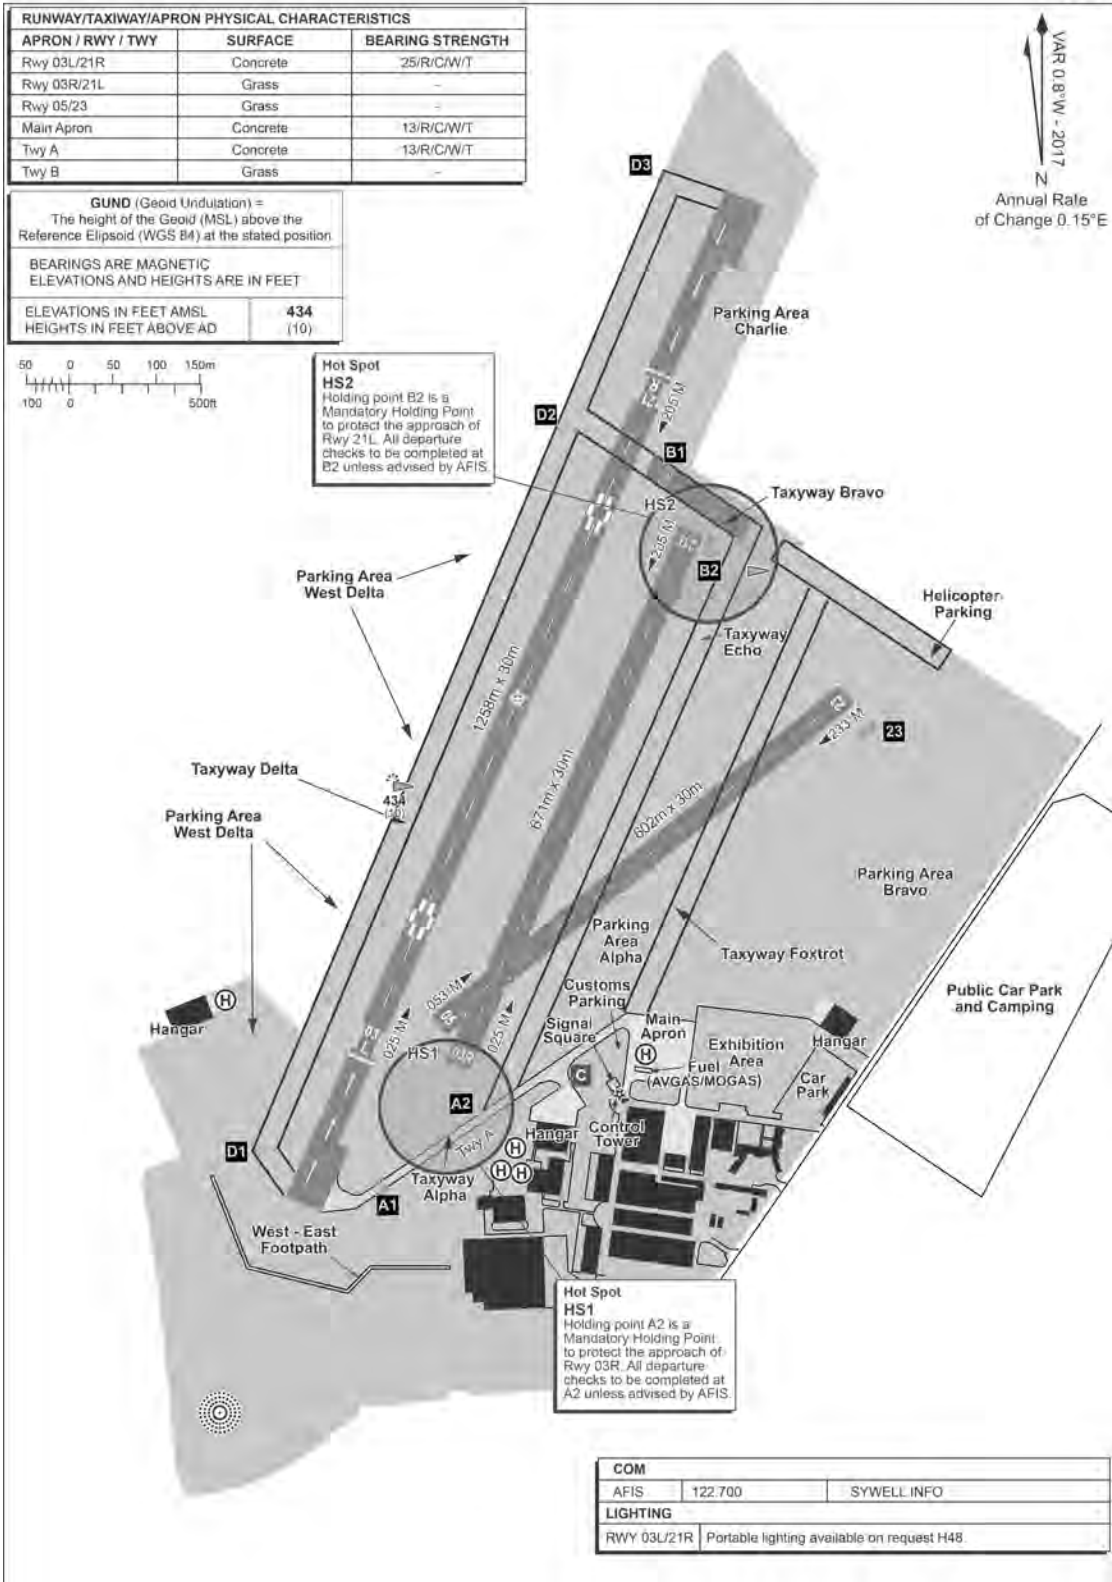 RUNWAY/TAXIWAY/APRON PHYSICAL CHARACTERISTICS
APRON / RWY / TWY SURFACE BEARING STRENGTH
Rwy 03L/21R Concrete 25/R/C/W/T
Rwy 03R/21L Grass -
Rwy 05/23 Grass -
Main Apron Concrete 13/R/C/W/T
Twy A Concrete 13/R/C/W/T
Twy B Grass -
GUND (Geoid Undulation) =
The height of the Geoid (MSL) above the
Reference Elipsoid (WGS 84) at the stated position
BEARINGS ARE MAGNETIC
ELEVATIONS AND HEIGHTS ARE IN FEET
ELEVATIONS IN FEET AMSL 434
HEIGHTS IN FEET ABOVE AD (10)
50 0 50 100 150m
100 0 500ft
VAR 0.8°W - 2017
N
Annual Rate
of Change 0.15°E
D3
Parking Area
Charlie
Hot Spot
HS2
Holding point B2 is a
Mandatory Holding Point
to protect the approach of
Rwy 21L. All departure
checks to be completed at
B2 unless advised by AFIS.
D2
205°M
B1
HS2
Taxyway Bravo
205°M
B2
Parking Area
West Delta
Helicopter
Parking
Taxyway
Echo
1258m x 30m
233°M
23
Taxyway Delta
434
(10)
671m x 30m
602m x 30m
Parking Area
West Delta
Parking Area
Bravo
Parking
Area
Alpha
Taxyway Foxtrot
Customs
Parking
Public Car Park
and Camping
053°M
05
025°M
025°M
H
Hangar
Signal
Square
Main
Apron
Exhibition
Area
Hangar
HS1
H
Fuel
(AVGAS/MOGAS)
C
Car
Park
A2
D1
Twy A
Hangar
Control
Tower
H
H H
Taxyway
Alpha
A1
West - East
Footpath
Hot Spot
HS1
Holding point A2 is a
Mandatory Holding Point
to protect the approach of
Rwy 03R. All departure
checks to be completed at
A2 unless advised by AFIS.
COM
AFIS 122.700 SYWELL INFO
LIGHTING
RWY 03L/21R Portable lighting available on request H48.